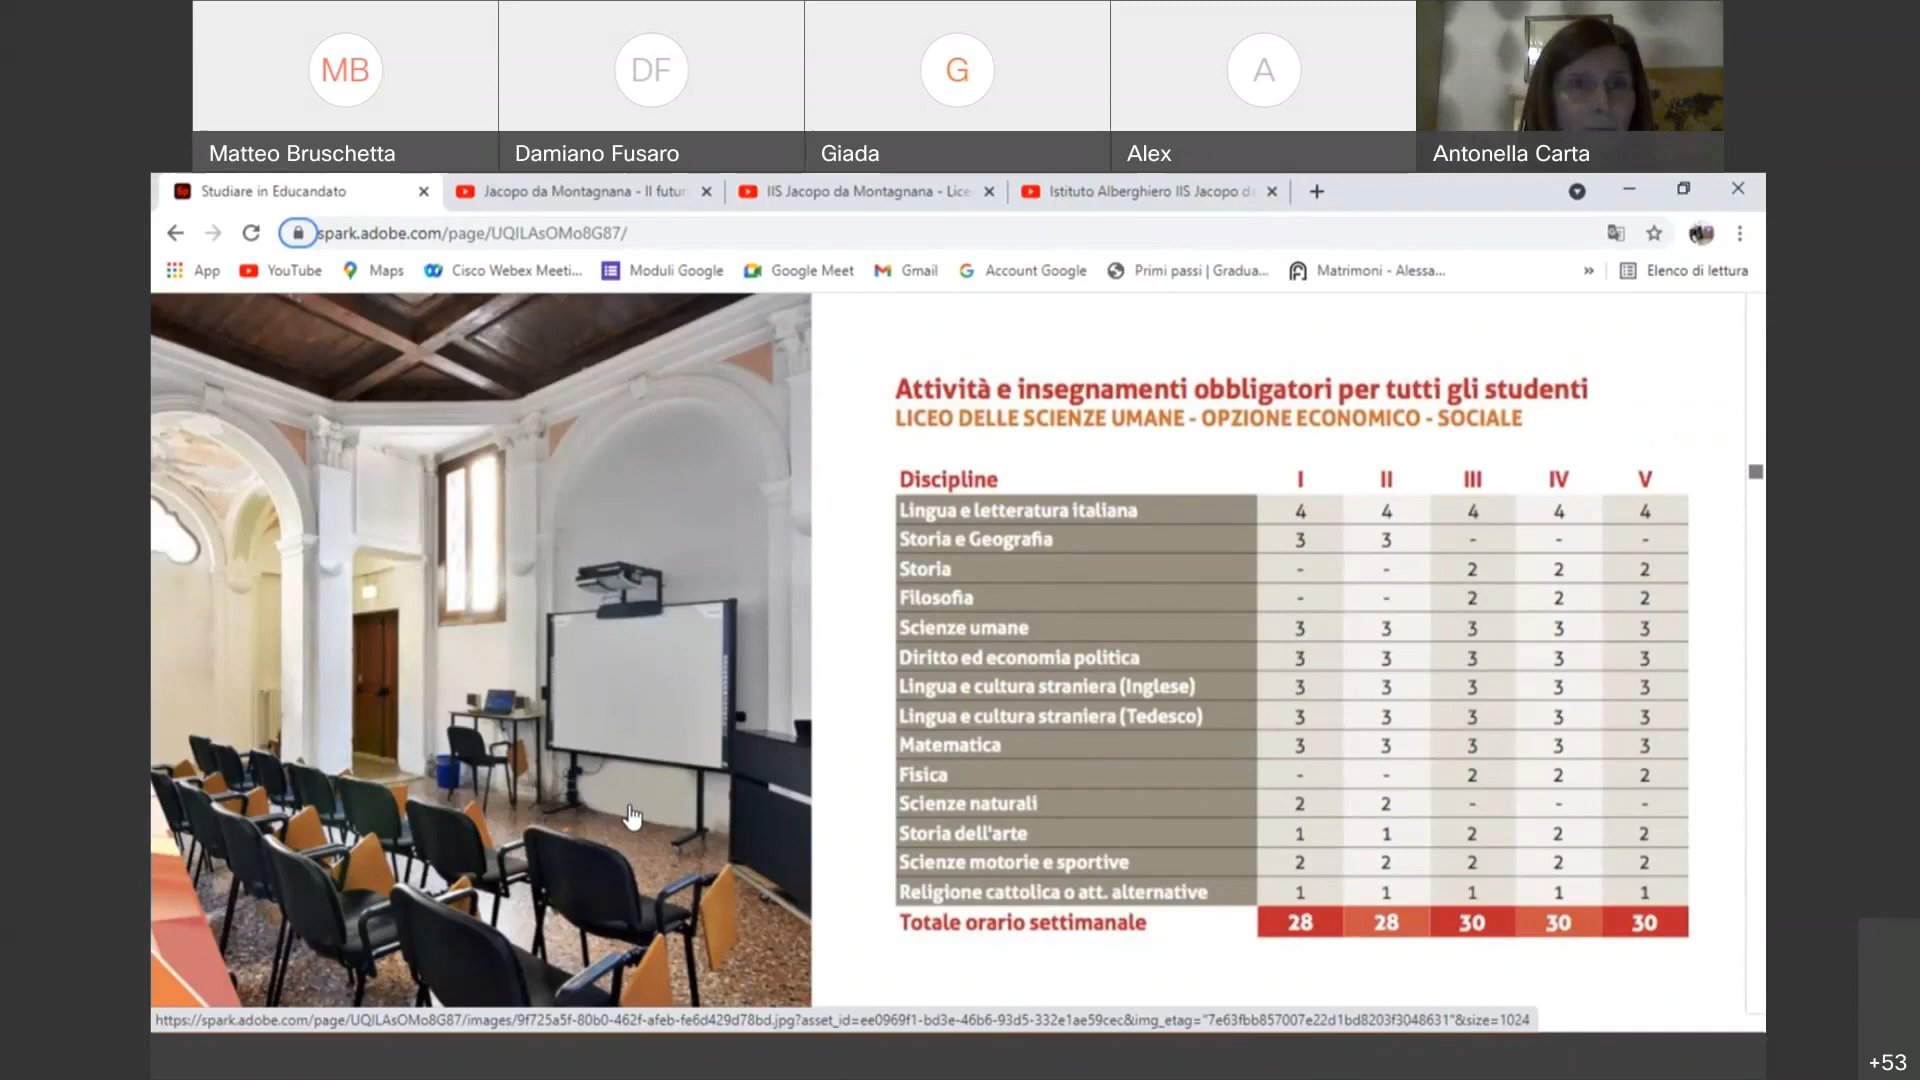 MB
DF
G
A
Matteo Bruschetta
Damiano Fusaro
Giada
Alex
Antonella Carta
Sp
Studiare in Educandato
Jacopo da Montagnana - Il futur
IIS Jacopo da Montagnana - Lice
Istituto Alberghiero IIS Jacopo d
spark.adobe.com/page/UQILAsOMo8G87/
App
YouTube
Maps
Cisco Webex Meeti...
Moduli Google
Google Meet
Gmail
Account Google
Primi passi | Gradua...
Matrimoni - Alessa...
»
Elenco di lettura
Attività e insegnamenti obbligatori per tutti gli studenti
LICEO DELLE SCIENZE UMANE - OPZIONE ECONOMICO - SOCIALE
Discipline I II III IV V
Lingua e letteratura italiana 4 4 4 4 4
Storia e Geografia 3 3 - - -
Storia - - 2 2 2
Filosofia - - 2 2 2
Scienze umane 3 3 3 3 3
Diritto ed economia politica 3 3 3 3 3
Lingua e cultura straniera (Inglese) 3 3 3 3 3
Lingua e cultura straniera (Tedesco) 3 3 3 3 3
Matematica 3 3 3 3 3
Fisica - - 2 2 2
Scienze naturali 2 2 - - -
Storia dell'arte 1 1 2 2 2
Scienze motorie e sportive 2 2 2 2 2
Religione cattolica o att. alternative 1 1 1 1 1
Totale orario settimanale 28 28 30 30 30
https://spark.adobe.com/page/UQILAsOMo8G87/images/9f725a5f-80b0-462f-afeb-fe6d429d78bd.jpg?asset_id=ee0969f1-bd3e-46b6-93d5-332e1ae59cec&img_etag="7e63fbb857007e22d1bd8203f3048631"&size=1024
+53